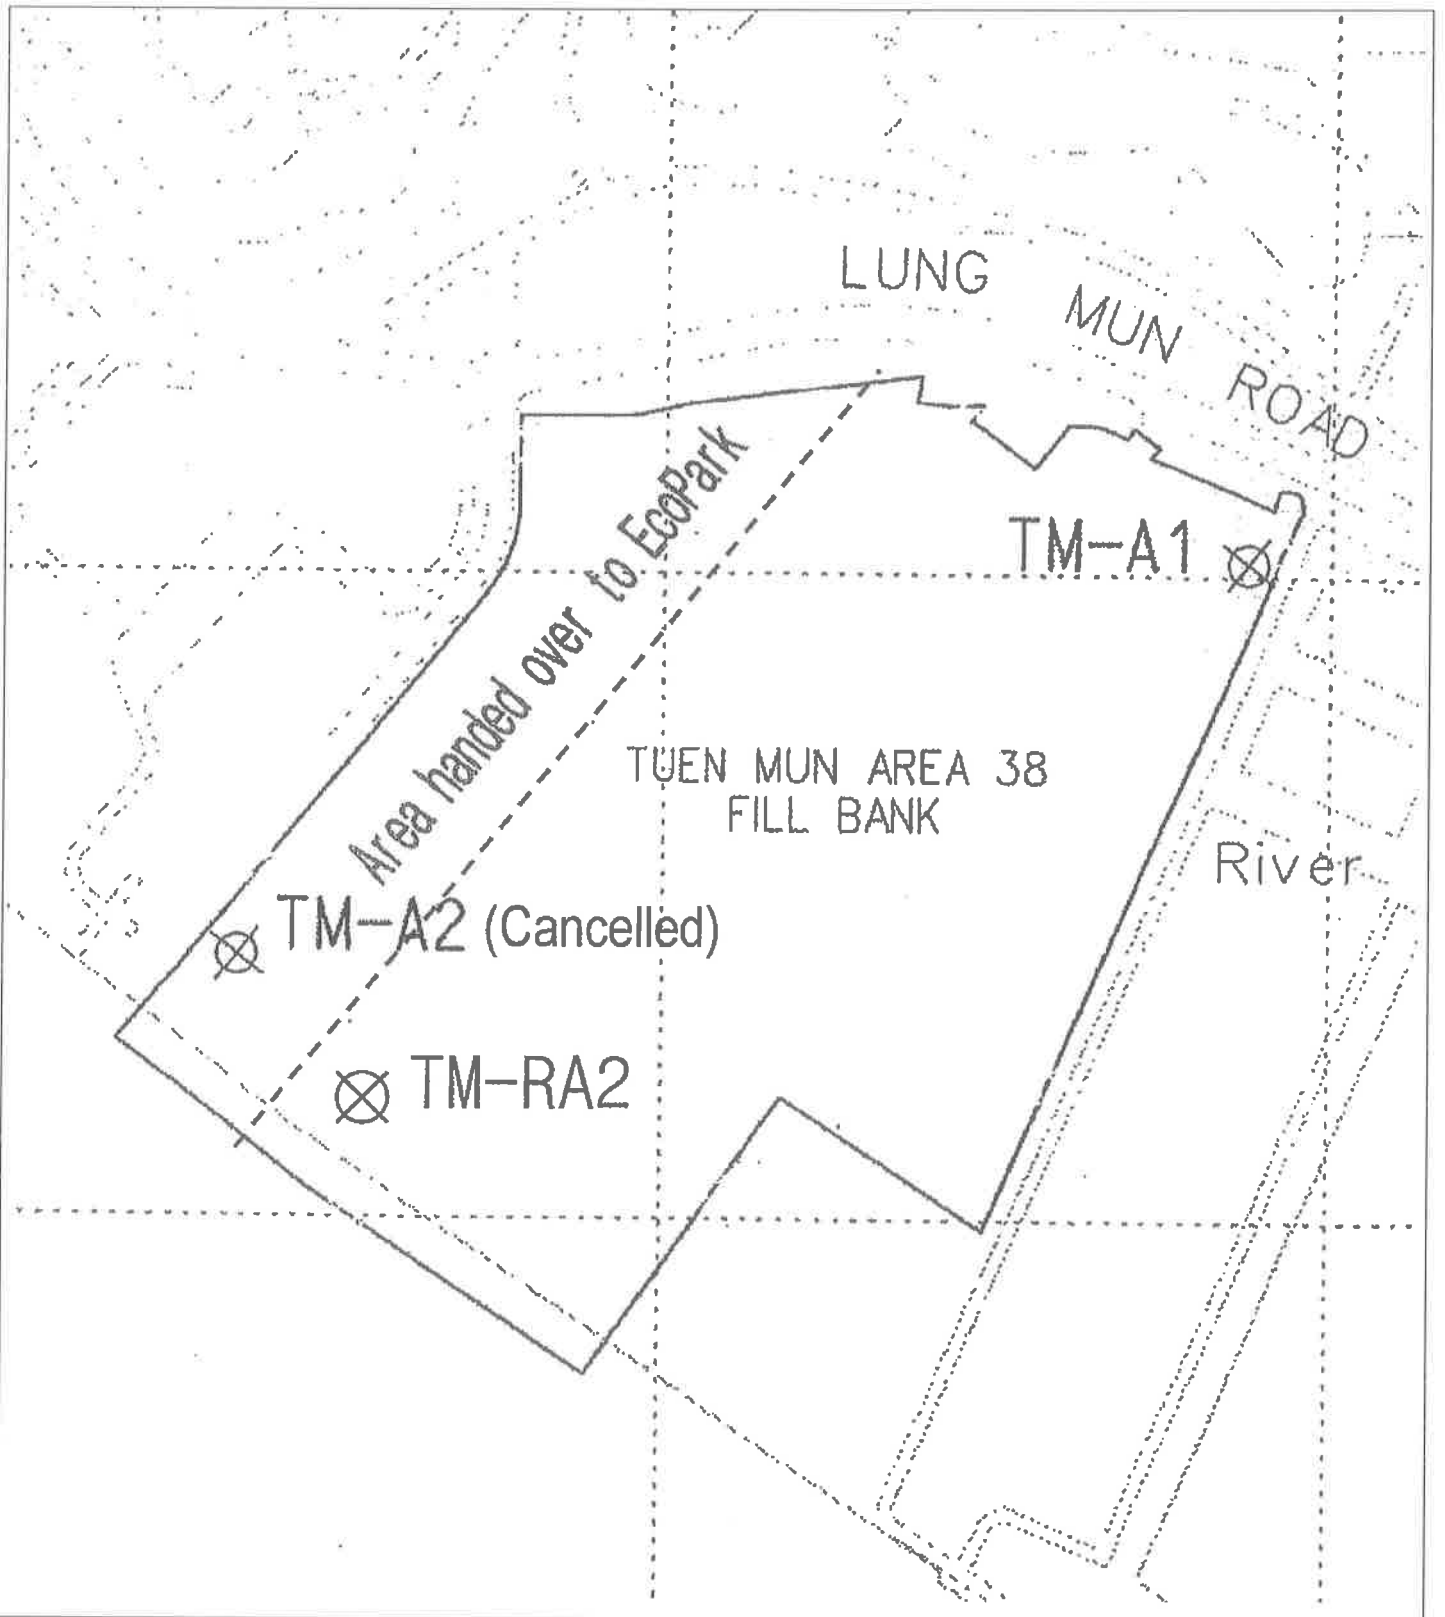 LUNG MUN ROAD
Area handed over to EcoPark
TM-A1
TUEN MUN AREA 38
FILL BANK
River
TM-A2 (Cancelled)
TM-RA2